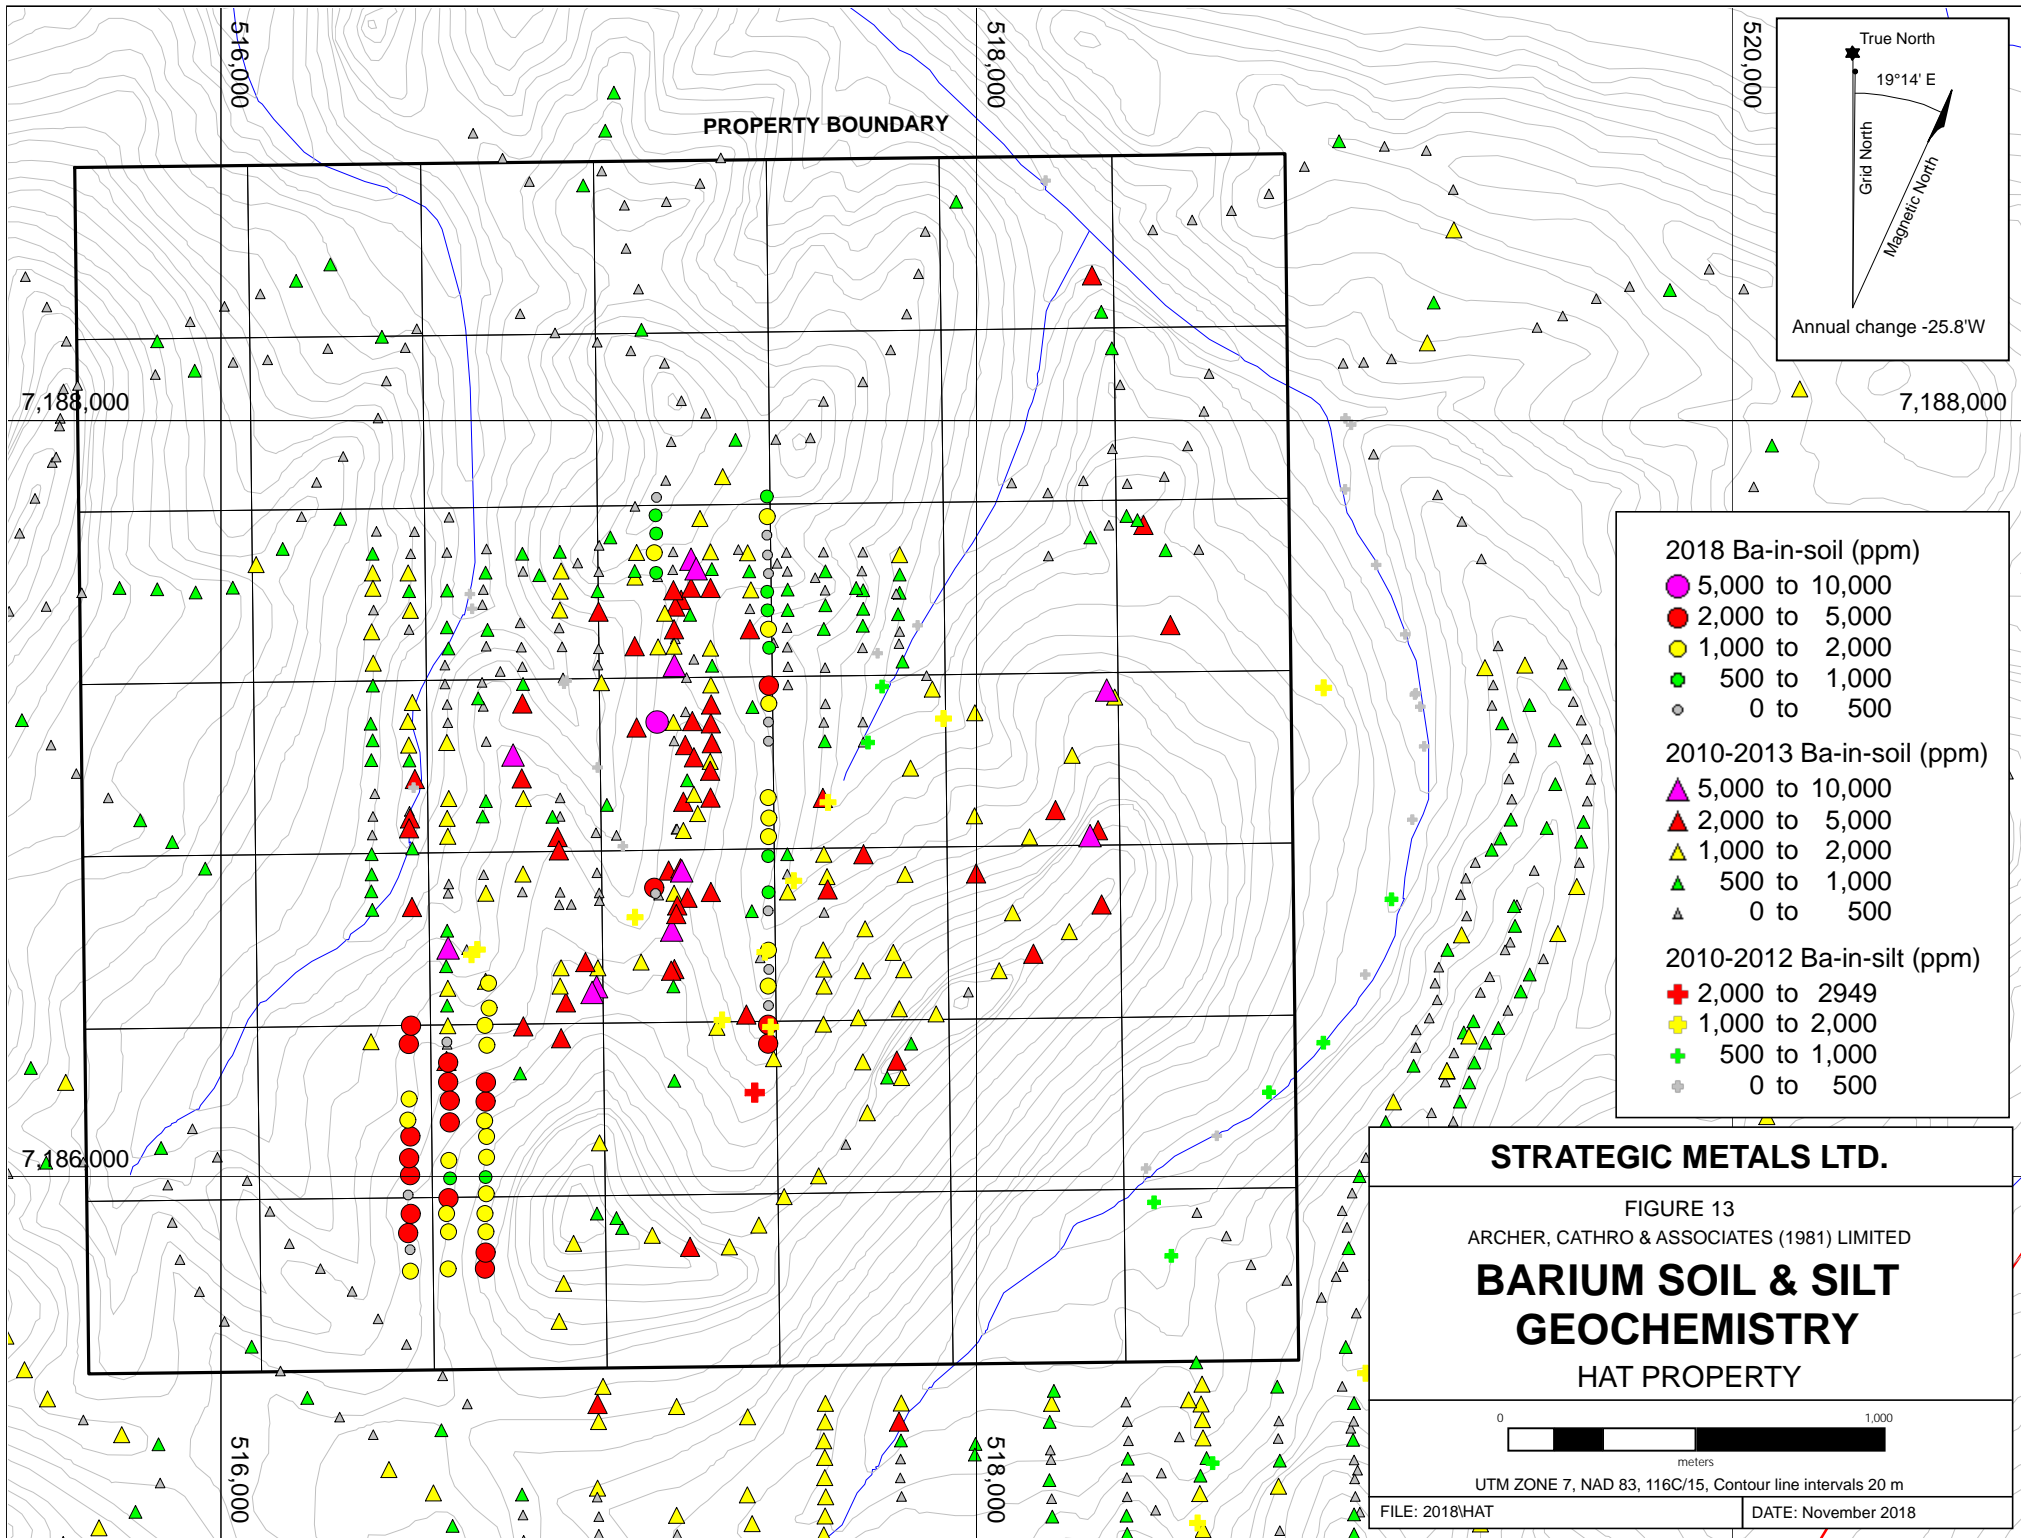 516,000
518,000
520,000
True North
19°14' E
Grid North
Magnetic North
Annual change -25.8'W
PROPERTY BOUNDARY
7,188,000
7,188,000
2018 Ba-in-soil (ppm)
5,000 to 10,000
2,000 to 5,000
1,000 to 2,000
500 to 1,000
0 to 500
2010-2013 Ba-in-soil (ppm)
5,000 to 10,000
2,000 to 5,000
1,000 to 2,000
500 to 1,000
0 to 500
2010-2012 Ba-in-silt (ppm)
2,000 to 2949
1,000 to 2,000
500 to 1,000
0 to 500
7,186,000
STRATEGIC METALS LTD.
FIGURE 13
ARCHER, CATHRO & ASSOCIATES (1981) LIMITED
BARIUM SOIL & SILT
GEOCHEMISTRY
HAT PROPERTY
0 1,000
meters
UTM ZONE 7, NAD 83, 116C/15, Contour line intervals 20 m
FILE: 2018\HAT
DATE: November 2018
516,000
518,000